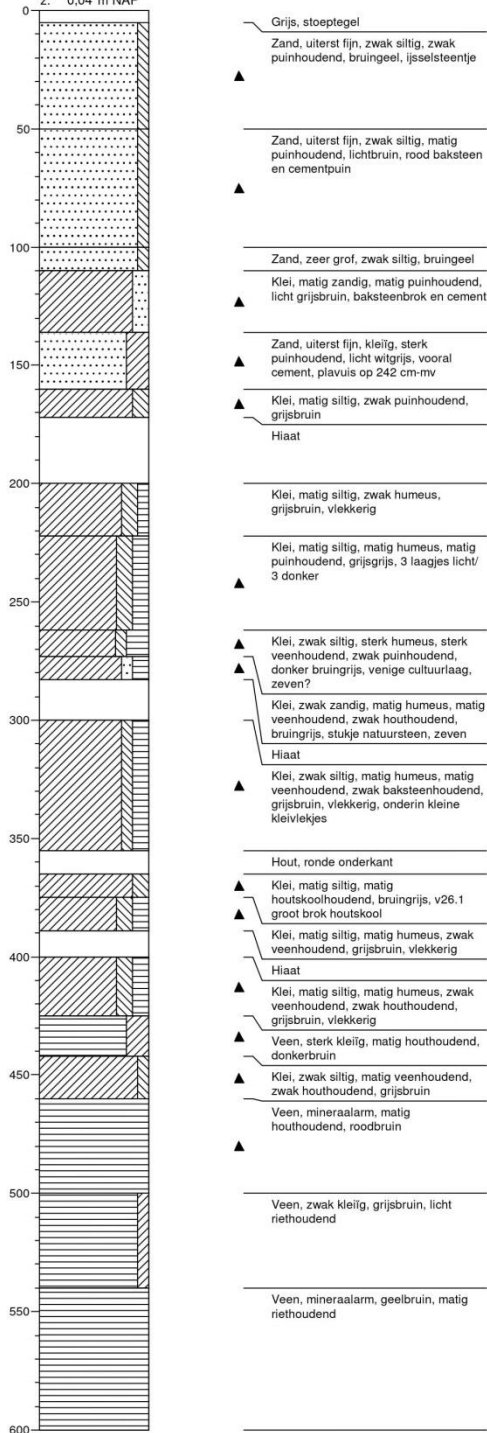 2. 0,04 m NAP
0
Grijs, stoeptegel
Zand, uiterst fijn, zwak siltig, zwak
puinhoudend, bruingeel, ijsselsteentje
50
Zand, uiterst fijn, zwak siltig, matig
puinhoudend, lichtbruin, rood baksteen
en cementpuin
100
Zand, zeer grof, zwak siltig, bruingeel
Klei, matig zandig, matig puinhoudend,
licht grijsbruin, baksteenbrok en cement
Zand, uiterst fijn, kleiïg, sterk
puinhoudend, licht witgrijs, vooral
cement, plavuis op 242 cm-mv
150
Klei, matig siltig, zwak puinhoudend,
grijsbruin
Hiaat
200
Klei, matig siltig, zwak humeus,
grijsbruin, vlekkerig
Klei, matig siltig, matig humeus, matig
puinhoudend, grijsgrijs, 3 laagjes licht/
3 donker
250
Klei, zwak siltig, sterk humeus, sterk
veenhoudend, zwak puinhoudend,
donker bruingrijs, venige cultuurlaag,
zeven?
Klei, zwak zandig, matig humeus, matig
veenhoudend, zwak houthoudend,
bruingrijs, stukje natuursteen, zeven
300
Hiaat
Klei, zwak siltig, matig humeus, matig
veenhoudend, zwak baksteenhoudend,
grijsbruin, vlekkerig, onderin kleine
kleivlekjes
350
Hout, ronde onderkant
Klei, matig siltig, matig
houtskoolhoudend, bruingrijs, v26.1
groot brok houtskool
Klei, matig siltig, matig humeus, zwak
veenhoudend, grijsbruin, vlekkerig
400
Hiaat
Klei, matig siltig, matig humeus, zwak
veenhoudend, zwak houthoudend,
grijsbruin, vlekkerig
Veen, sterk kleiïg, matig houthoudend,
donkerbruin
450
Klei, zwak siltig, matig veenhoudend,
zwak houthoudend, grijsbruin
Veen, mineraalarm, matig
houthoudend, roodbruin
500
Veen, zwak kleiïg, grijsbruin, licht
riethoudend
550
Veen, mineraalarm, geelbruin, matig
riethoudend
600